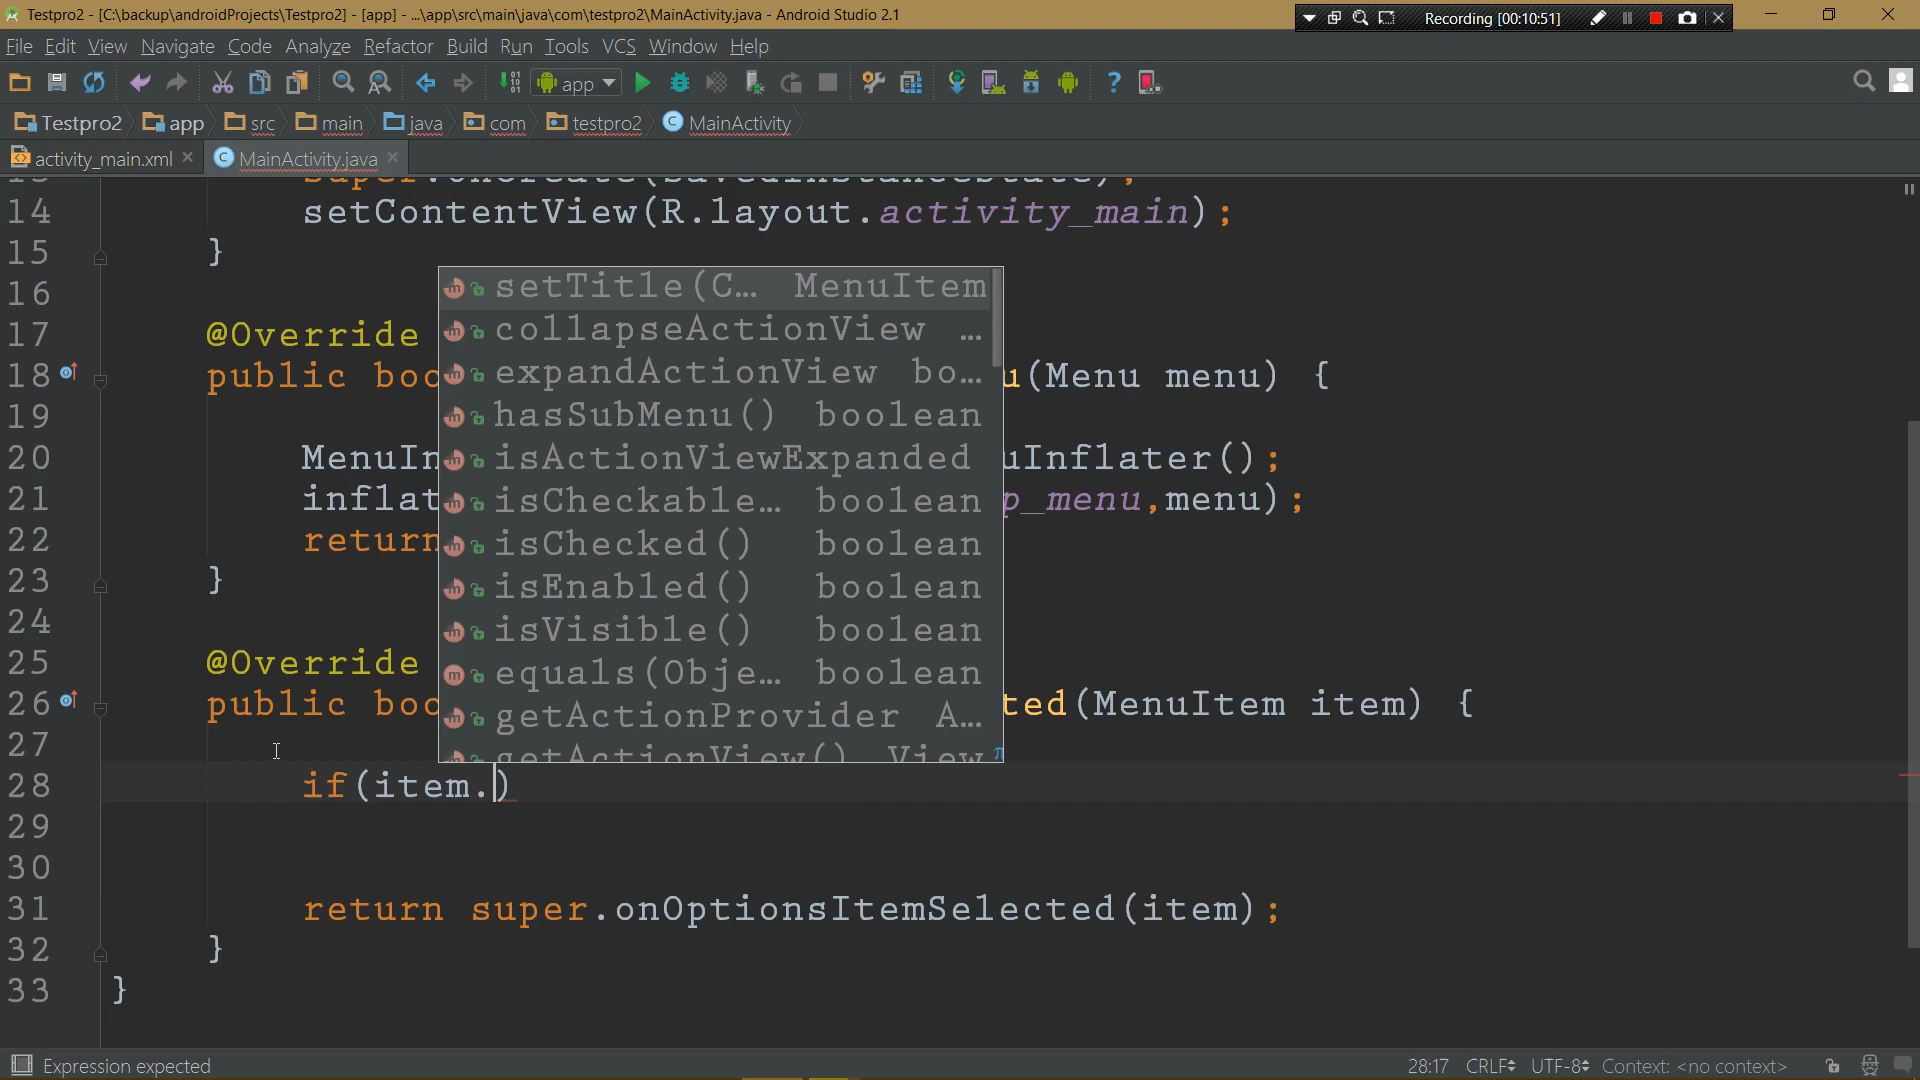 Testpro2 - [C:\backup\androidProjects\Testpro2] - [app] - ...\app\src\main\java\com\testpro2\MainActivity.java - Android Studio 2.1
Recording [00:10:51]
File Edit View Navigate Code Analyze Refactor Build Run Tools VCS Window Help
app
Testpro2 app src main java com testpro2 MainActivity
activity_main.xml MainActivity.java
super.onCreate(savedInstanceState);
14 setContentView(R.layout.activity_main);
15 }
16
17 @Override
18 public boo u(Menu menu) {
19
20 MenuIn uInflater();
21 inflat p_menu,menu);
22 return
23 }
24
25 @Override
26 public boo ted(MenuItem item) {
27
28 if(item.)
29
30
31 return super.onOptionsItemSelected(item);
32 }
33 }
setTitle(C... MenuItem
collapseActionView ...
expandActionView bo...
hasSubMenu() boolean
isActionViewExpanded
isCheckable... boolean
isChecked() boolean
isEnabled() boolean
isVisible() boolean
equals(Obje... boolean
getActionProvider A...
getActionView() View
Expression expected
28:17 CRLF UTF-8 Context: <no context>